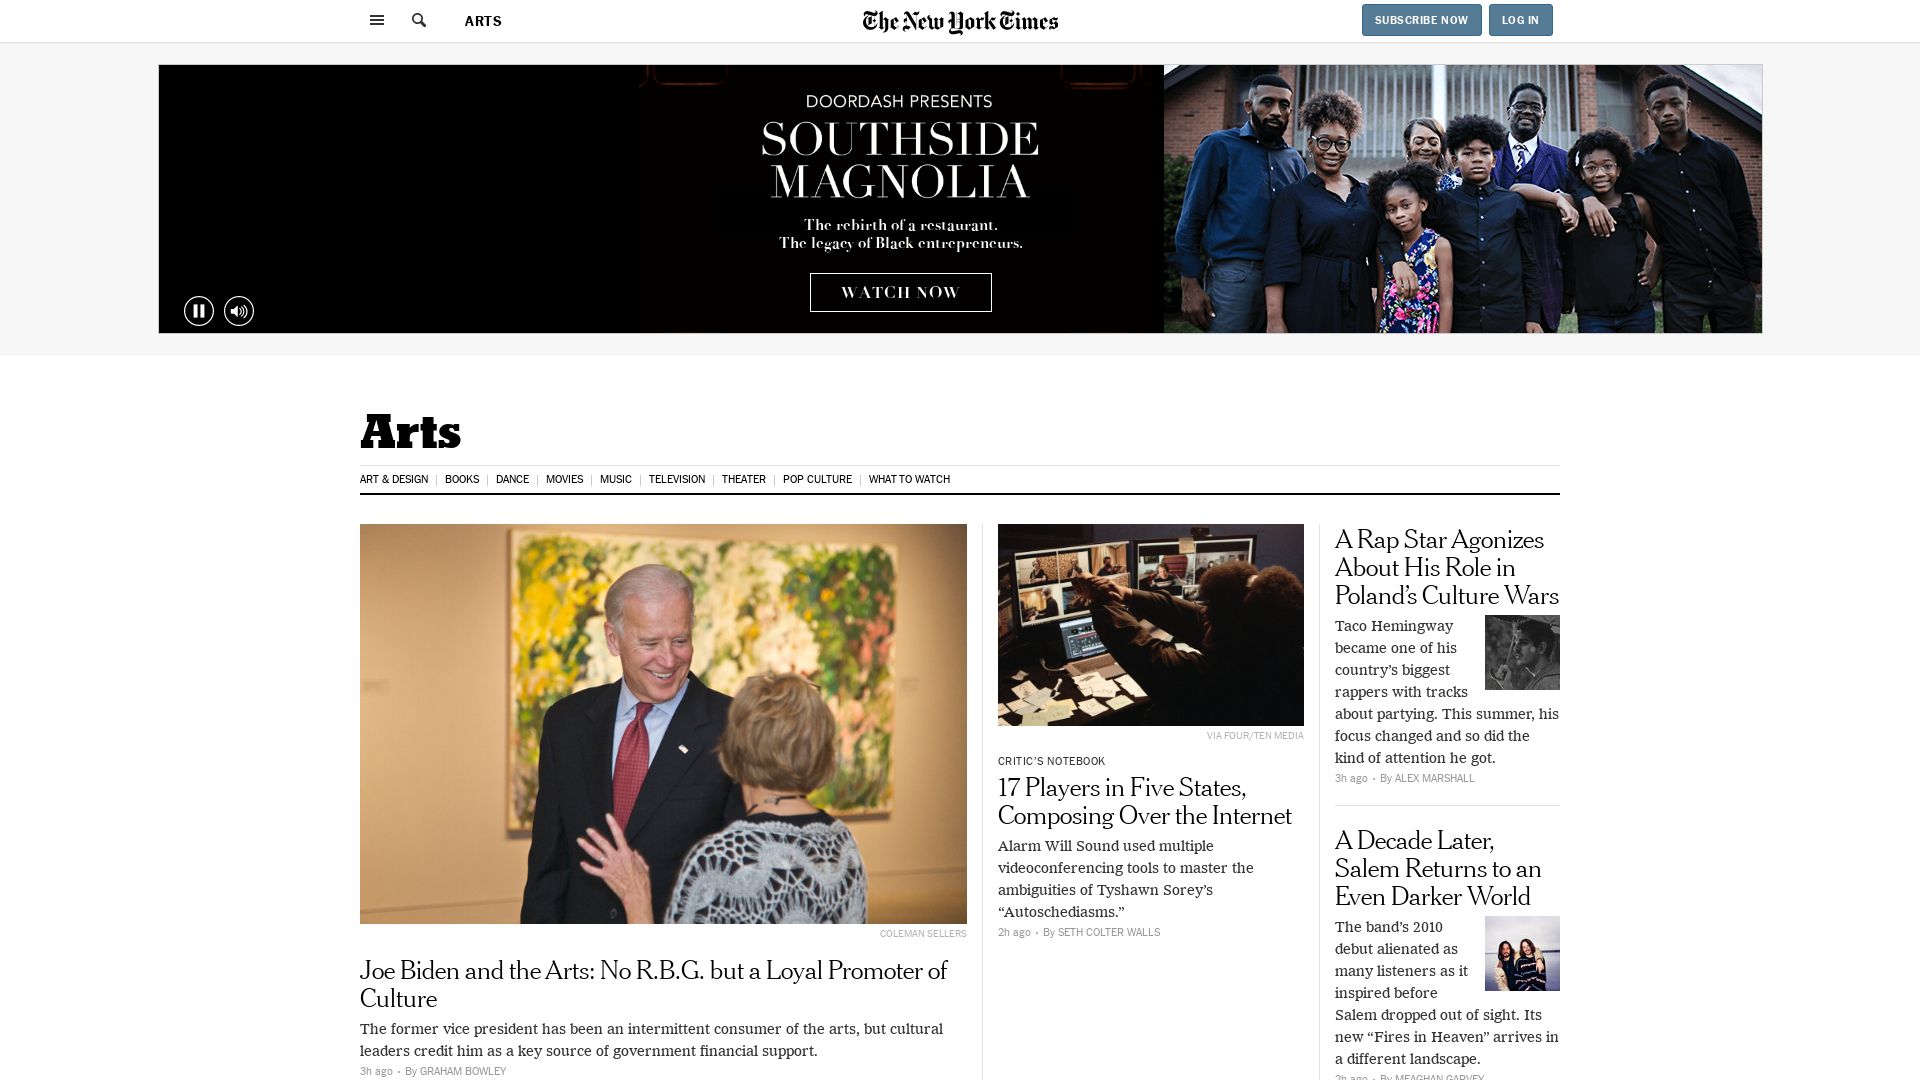 ARTS
The New York Times
SUBSCRIBE NOW
LOG IN
DOORDASH PRESENTS
SOUTHSIDE
MAGNOLIA
The rebirth of a restaurant.
The legacy of Black entrepreneurs.
WATCH NOW
Arts
ART & DESIGN
BOOKS
DANCE
MOVIES
MUSIC
TELEVISION
THEATER
POP CULTURE
WHAT TO WATCH
COLEMAN SELLERS
Joe Biden and the Arts: No R.B.G. but a Loyal Promoter of
Culture
The former vice president has been an intermittent consumer of the arts, but cultural
leaders credit him as a key source of government financial support.
3h ago • By GRAHAM BOWLEY
VIA FOUR/TEN MEDIA
CRITIC'S NOTEBOOK
17 Players in Five States,
Composing Over the Internet
Alarm Will Sound used multiple
videoconferencing tools to master the
ambiguities of Tyshawn Sorey’s
“Autoschediasms.”
2h ago • By SETH COLTER WALLS
A Rap Star Agonizes
About His Role in
Poland’s Culture Wars
Taco Hemingway
became one of his
country’s biggest
rappers with tracks
about partying. This summer, his
focus changed and so did the
kind of attention he got.
3h ago • By ALEX MARSHALL
A Decade Later,
Salem Returns to an
Even Darker World
The band’s 2010
debut alienated as
many listeners as it
inspired before
Salem dropped out of sight. Its
new “Fires in Heaven” arrives in
a different landscape.
2h ago • By MEAGHAN GARVEY